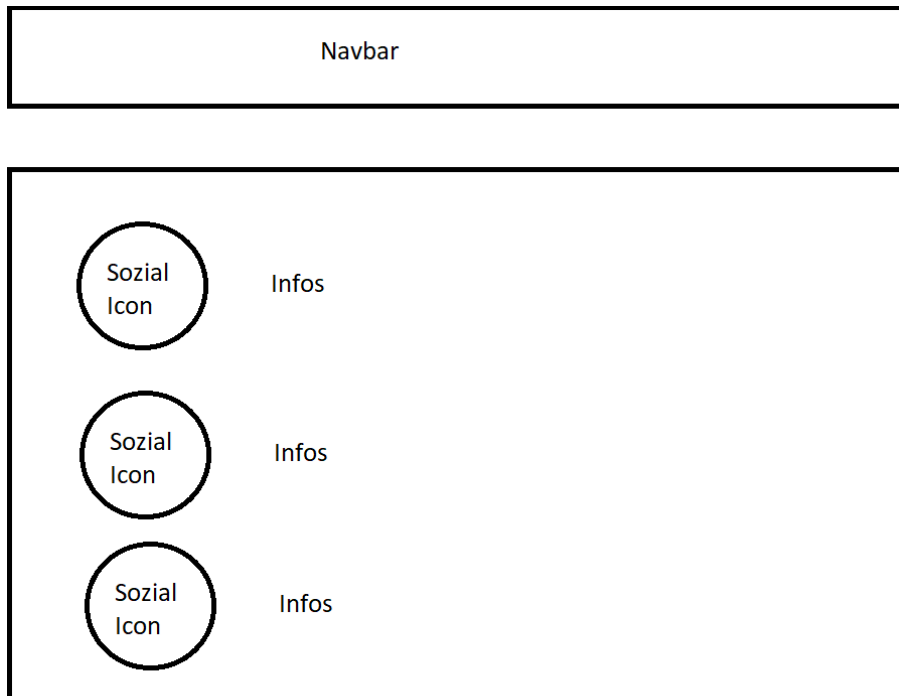 Navbar
Sozial
Icon
Infos
Sozial
Icon
Infos
Sozial
Icon
Infos